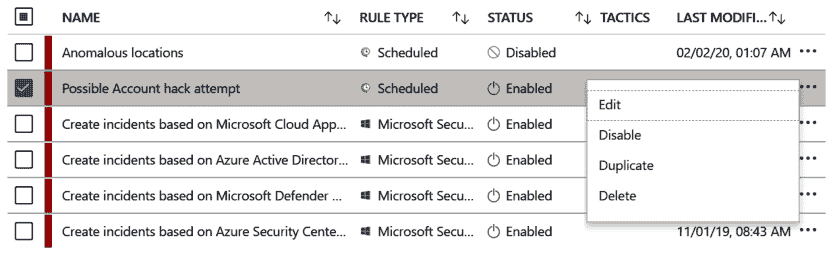 NAME RULE TYPE STATUS TACTICS LAST MODIFI...
Anomalous locations Scheduled Disabled 02/02/20, 01:07 AM ...
Possible Account hack attempt Scheduled Enabled ...
Edit
Create incidents based on Microsoft Cloud App... Microsoft Secu... Enabled ...
Disable
Create incidents based on Azure Active Director... Microsoft Secu... Enabled ...
Duplicate
Create incidents based on Microsoft Defender ... Microsoft Secu... Enabled ...
Delete
Create incidents based on Azure Security Cente... Microsoft Secu... Enabled 11/01/19, 08:43 AM ...